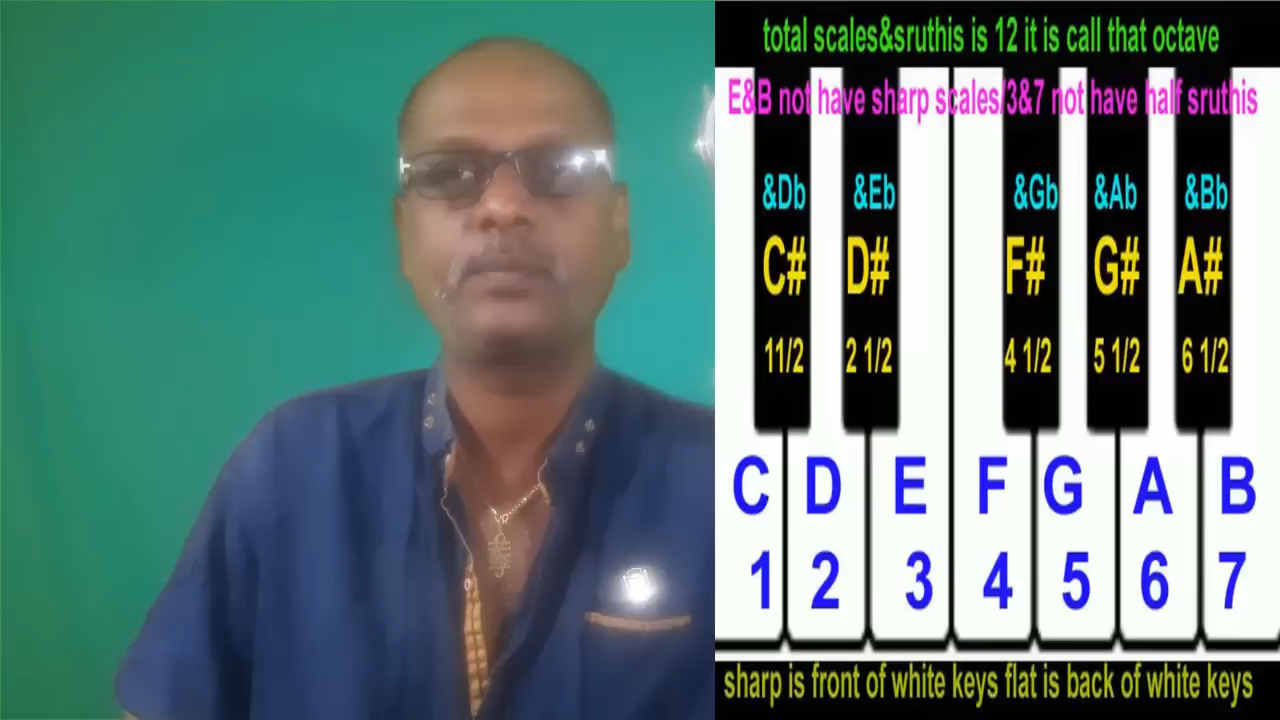 total scales&sruthis is 12 it is call that octave
E&B not have sharp scales/3&7 not have half sruthis
&Db &Eb &Gb &Ab &Bb
C# D# F# G# A#
11/2 2 1/2 4 1/2 5 1/2 6 1/2
C D E F G A B
1 2 3 4 5 6 7
sharp is front of white keys flat is back of white keys